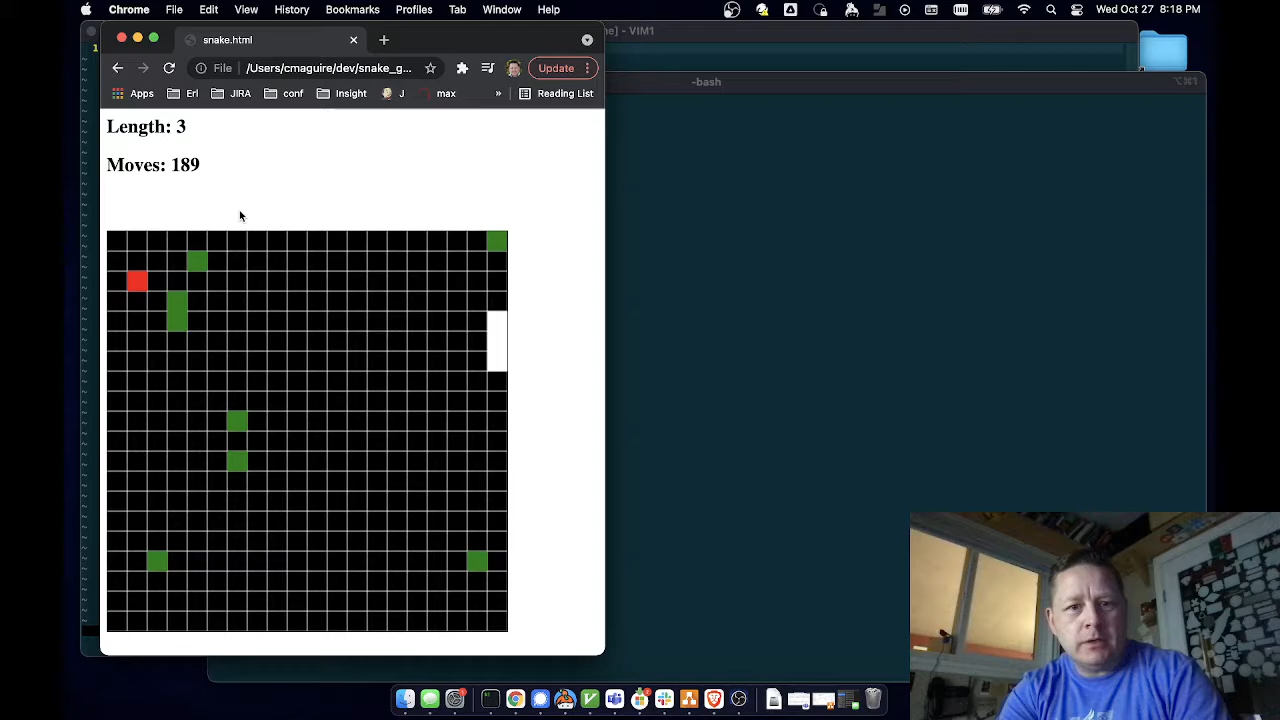 Chrome File Edit View History Bookmarks Profiles Tab Window Help Wed Oct 27 8:18 PM
snake.html
e] - VIM1
File /Users/cmaguire/dev/snake_g... Update
-bash
⌥⌘1
Apps Erl JIRA conf Insight J max » Reading List
1
Length: 3
Moves: 189